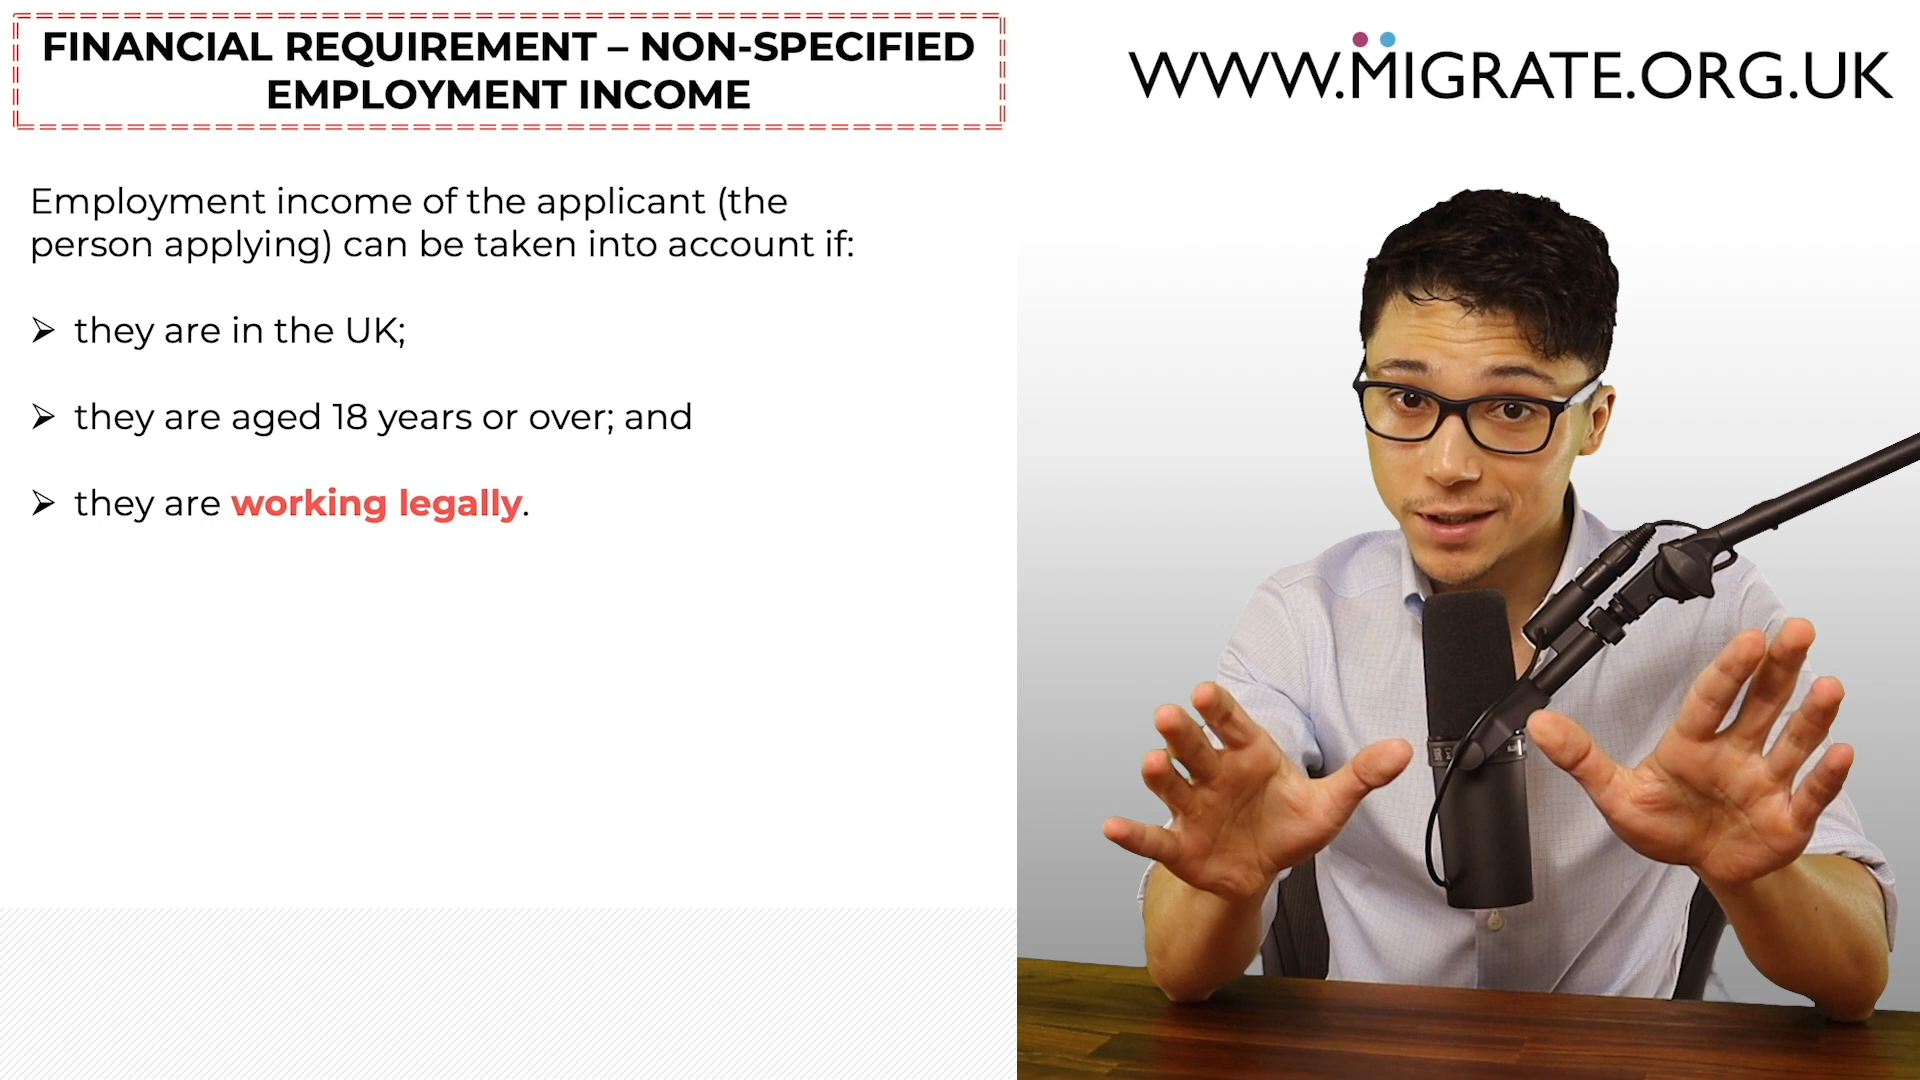 FINANCIAL REQUIREMENT – NON-SPECIFIED
EMPLOYMENT INCOME
WWW.MIGRATE.ORG.UK
Employment income of the applicant (the
person applying) can be taken into account if:
➢ they are in the UK;
➢ they are aged 18 years or over; and
➢ they are working legally.